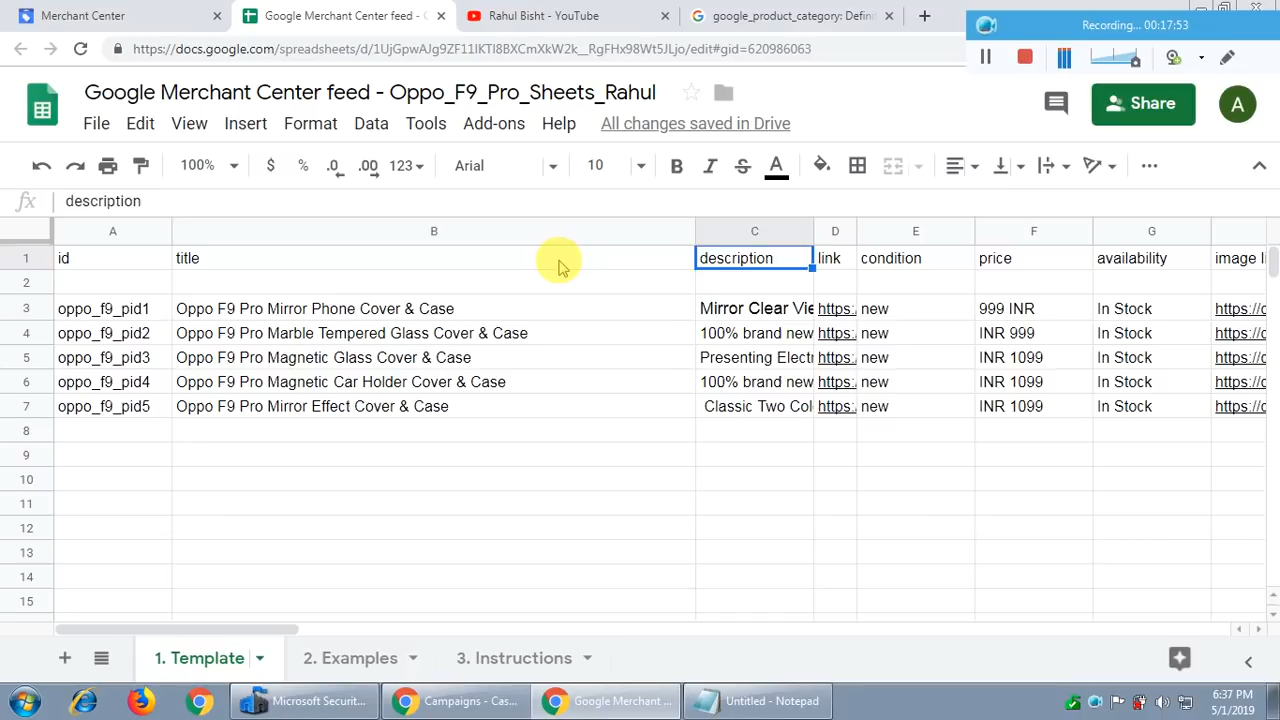 Merchant Center
Google Merchant Center feed -
Rahul Bisht - YouTube
google_product_category: Defin
Recording... 00:17:53
https://docs.google.com/spreadsheets/d/1UjGpwAJg9ZF11KTl8BXCmXkW2k__RgFHx98Wt5JLjo/edit#gid=620986063
Google Merchant Center feed - Oppo_F9_Pro_Sheets_Rahul
Share
A
File Edit View Insert Format Data Tools Add-ons Help All changes saved in Drive
100% $ % .0 .00 123 Arial 10 B I S A
fx description
A B C D E F G
1 id title description link condition price availability image l
2
3 oppo_f9_pid1 Oppo F9 Pro Mirror Phone Cover & Case Mirror Clear Vie https: new 999 INR In Stock https://
4 oppo_f9_pid2 Oppo F9 Pro Marble Tempered Glass Cover & Case 100% brand new https: new INR 999 In Stock https://
5 oppo_f9_pid3 Oppo F9 Pro Magnetic Glass Cover & Case Presenting Electr https: new INR 1099 In Stock https://
6 oppo_f9_pid4 Oppo F9 Pro Magnetic Car Holder Cover & Case 100% brand new https: new INR 1099 In Stock https://
7 oppo_f9_pid5 Oppo F9 Pro Mirror Effect Cover & Case Classic Two Col https: new INR 1099 In Stock https://
8
9
10
11
12
13
14
15
1. Template 2. Examples 3. Instructions
Microsoft Securit...
Campaigns - Cas...
Google Merchant ...
Untitled - Notepad
6:37 PM
5/1/2019